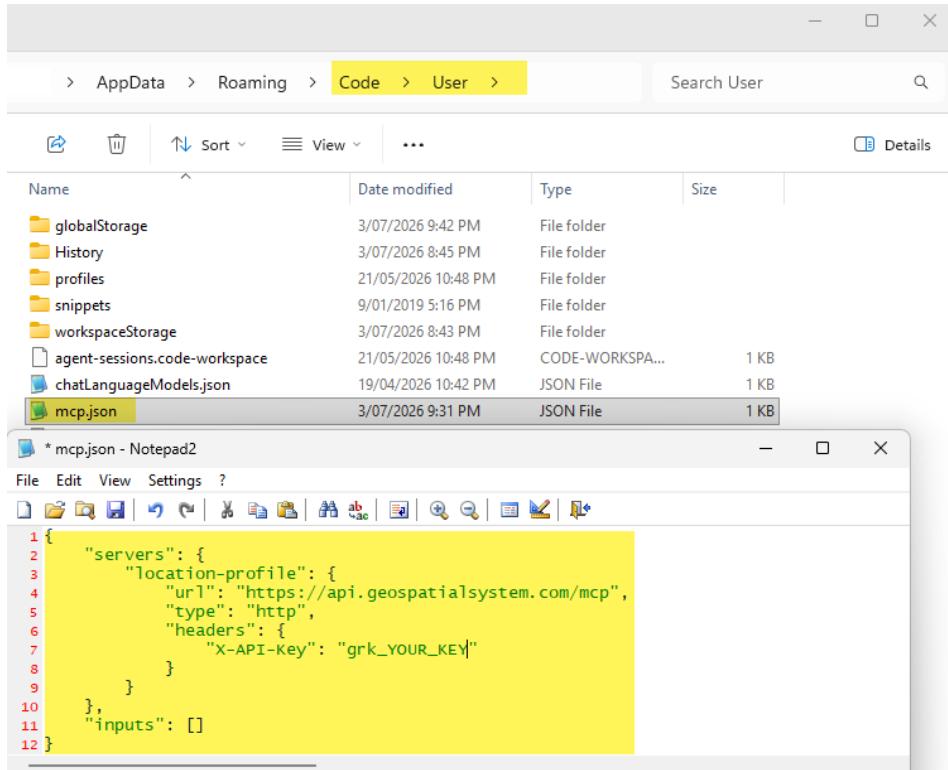 > AppData > Roaming > Code > User > Search User
Sort View ... Details
Name Date modified Type Size
globalStorage 3/07/2026 9:42 PM File folder
History 3/07/2026 8:45 PM File folder
profiles 21/05/2026 10:48 PM File folder
snippets 9/01/2019 5:16 PM File folder
workspaceStorage 3/07/2026 8:43 PM File folder
agent-sessions.code-workspace 21/05/2026 10:48 PM CODE-WORKSPA... 1 KB
chatLanguageModels.json 19/04/2026 10:42 PM JSON File 1 KB
mcp.json 3/07/2026 9:31 PM JSON File 1 KB
* mcp.json - Notepad2
File Edit View Settings ?
1 {
2     "servers": {
3         "location-profile": {
4             "url": "https://api.geospatialsystem.com/mcp",
5             "type": "http",
6             "headers": {
7                 "X-API-Key": "grk_YOUR_KEY"
8             }
9         }
10     },
11     "inputs": []
12 }